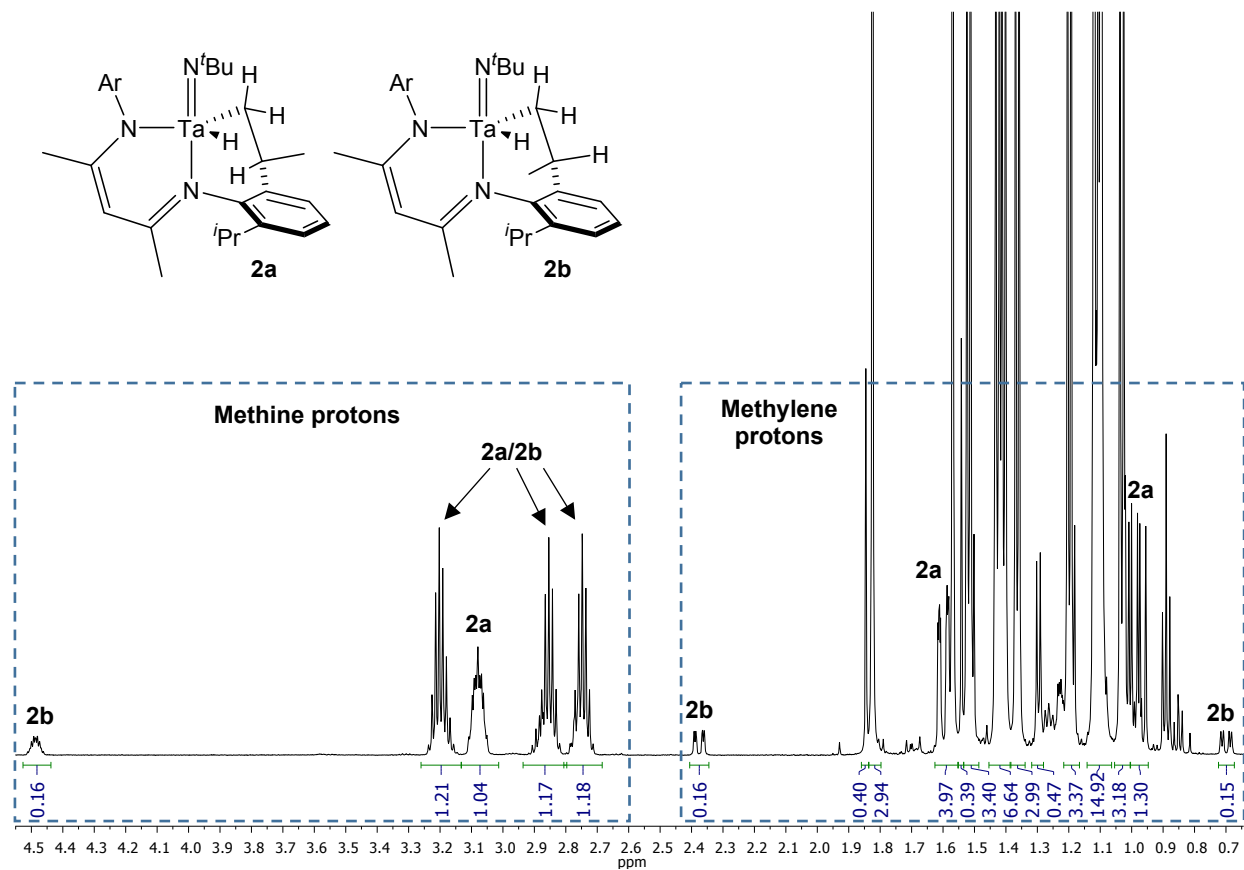 N^tBu
Ar
H
H
N
Ta
H
H
N
^iPr
2a
N^tBu
Ar
H
H
N
Ta
H
H
N
^iPr
2b
Methine protons
2a/2b
2b
2a
Methylene
protons
2b
2a
2a
2b
0.16
1.21
1.04
1.17
1.18
0.16
0.40
2.94
3.97
0.39
3.40
6.64
2.99
0.47
3.37
14.92
3.18
1.30
0.15
4.5 4.4 4.3 4.2 4.1 4.0 3.9 3.8 3.7 3.6 3.5 3.4 3.3 3.2 3.1 3.0 2.9 2.8 2.7 2.6 2.5 2.4 2.3 2.2 2.1 2.0 1.9 1.8 1.7 1.6 1.5 1.4 1.3 1.2 1.1 1.0 0.9 0.8 0.7
ppm